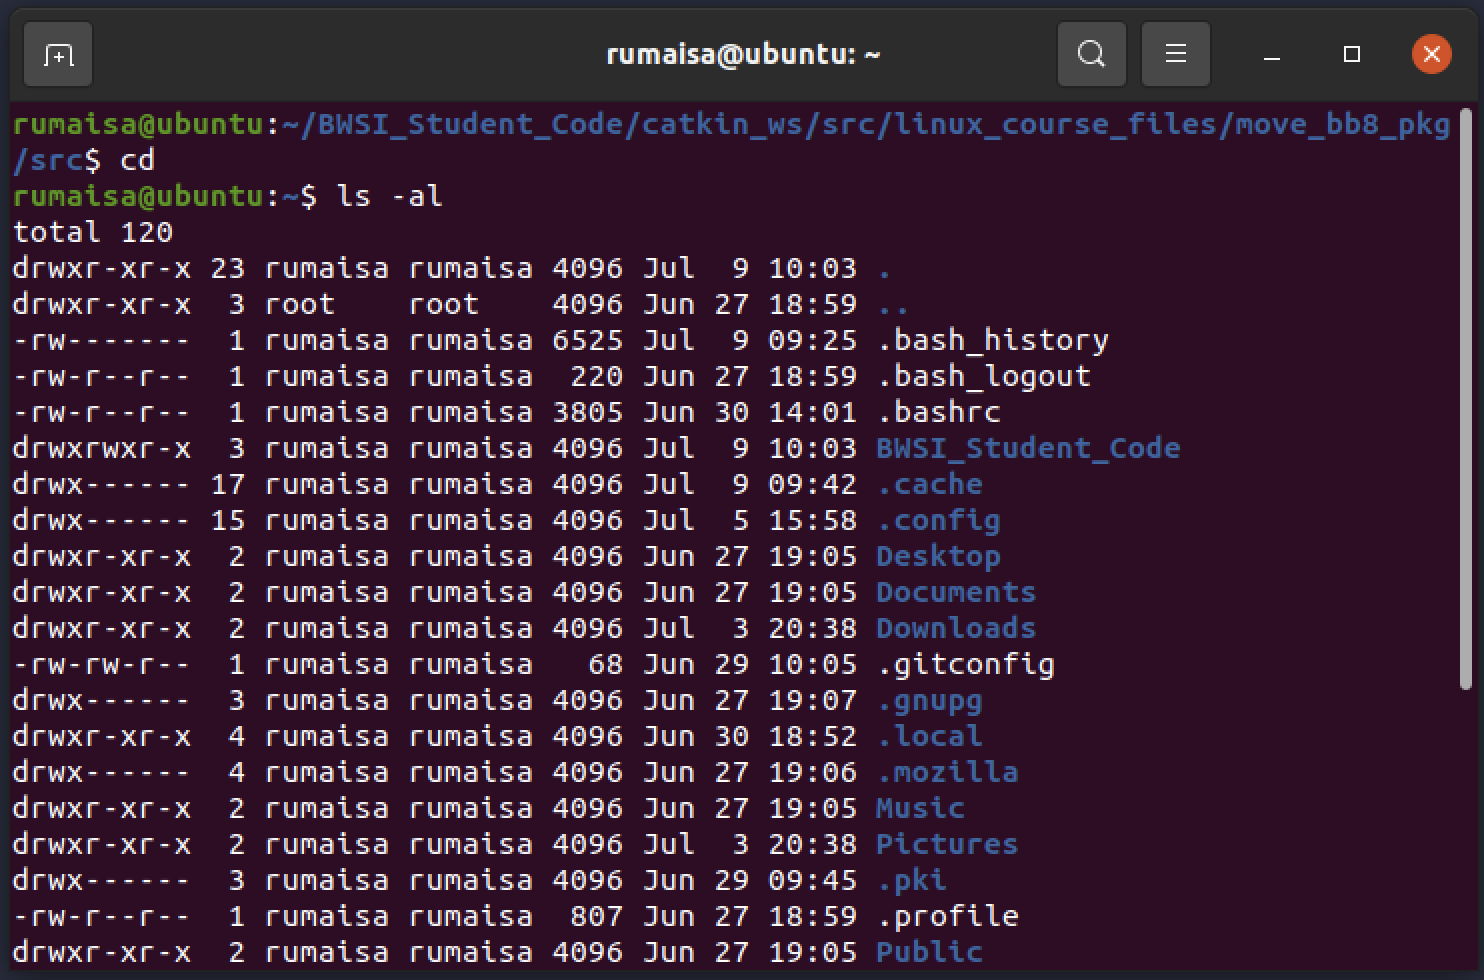 rumaisa@ubuntu: ~
rumaisa@ubuntu:~/BWSI_Student_Code/catkin_ws/src/linux_course_files/move_bb8_pkg
/src$ cd
rumaisa@ubuntu:~$ ls -al
total 120
drwxr-xr-x 23 rumaisa rumaisa 4096 Jul  9 10:03 .
drwxr-xr-x  3 root    root    4096 Jun 27 18:59 ..
-rw-------  1 rumaisa rumaisa 6525 Jul  9 09:25 .bash_history
-rw-r--r--  1 rumaisa rumaisa  220 Jun 27 18:59 .bash_logout
-rw-r--r--  1 rumaisa rumaisa 3805 Jun 30 14:01 .bashrc
drwxrwxr-x  3 rumaisa rumaisa 4096 Jul  9 10:03 BWSI_Student_Code
drwx------ 17 rumaisa rumaisa 4096 Jul  9 09:42 .cache
drwx------ 15 rumaisa rumaisa 4096 Jul  5 15:58 .config
drwxr-xr-x  2 rumaisa rumaisa 4096 Jun 27 19:05 Desktop
drwxr-xr-x  2 rumaisa rumaisa 4096 Jun 27 19:05 Documents
drwxr-xr-x  2 rumaisa rumaisa 4096 Jul  3 20:38 Downloads
-rw-rw-r--  1 rumaisa rumaisa   68 Jun 29 10:05 .gitconfig
drwx------  3 rumaisa rumaisa 4096 Jun 27 19:07 .gnupg
drwxr-xr-x  4 rumaisa rumaisa 4096 Jun 30 18:52 .local
drwx------  4 rumaisa rumaisa 4096 Jun 27 19:06 .mozilla
drwxr-xr-x  2 rumaisa rumaisa 4096 Jun 27 19:05 Music
drwxr-xr-x  2 rumaisa rumaisa 4096 Jul  3 20:38 Pictures
drwx------  3 rumaisa rumaisa 4096 Jun 29 09:45 .pki
-rw-r--r--  1 rumaisa rumaisa  807 Jun 27 18:59 .profile
drwxr-xr-x  2 rumaisa rumaisa 4096 Jun 27 19:05 Public